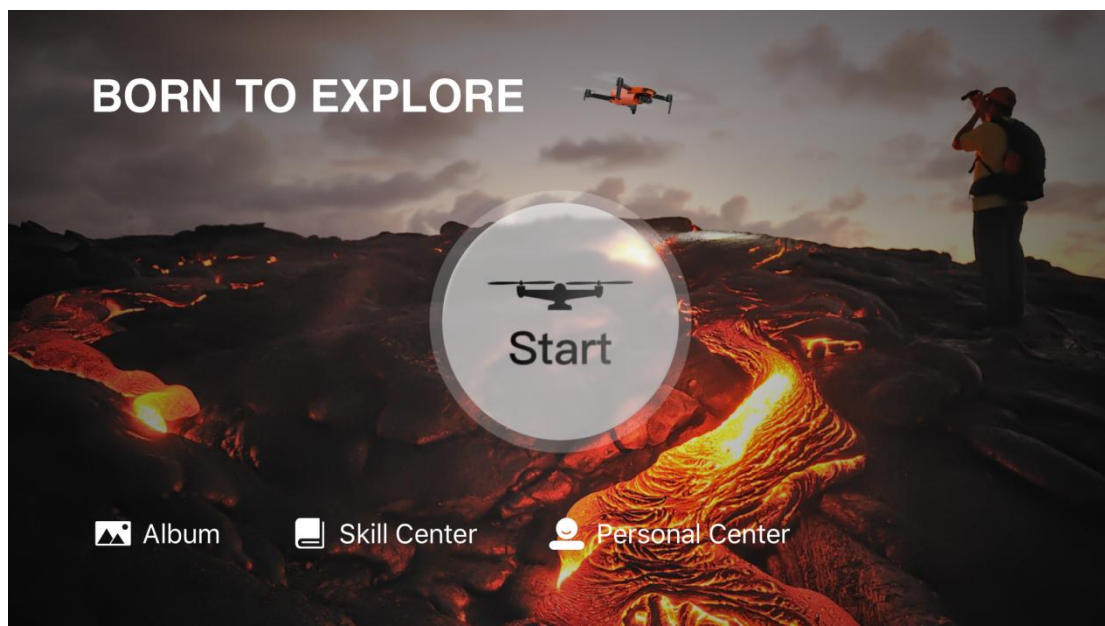 BORN TO EXPLORE
Start
Album
Skill Center
Personal Center